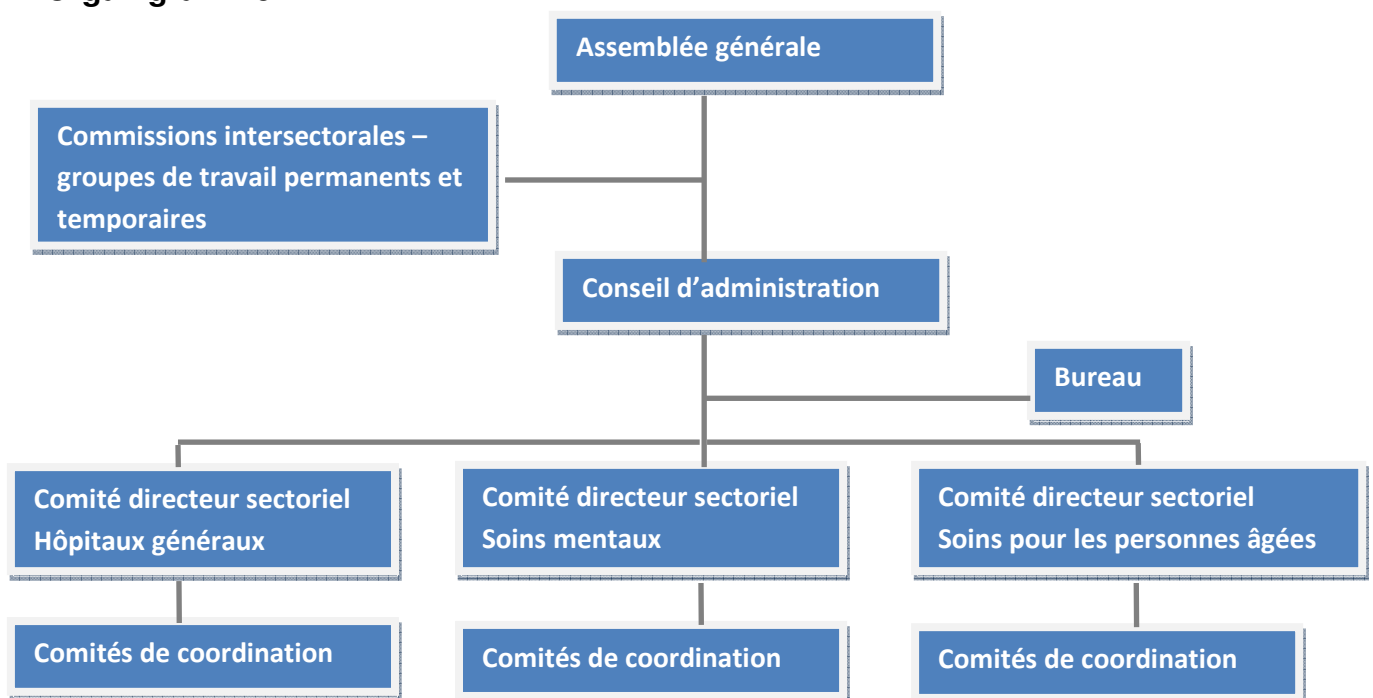 Assemblée générale
Commissions intersectorales –
groupes de travail permanents et
temporaires
Conseil d’administration
Bureau
Comité directeur sectoriel
Hôpitaux généraux
Comité directeur sectoriel
Soins mentaux
Comité directeur sectoriel
Soins pour les personnes âgées
Comités de coordination
Comités de coordination
Comités de coordination